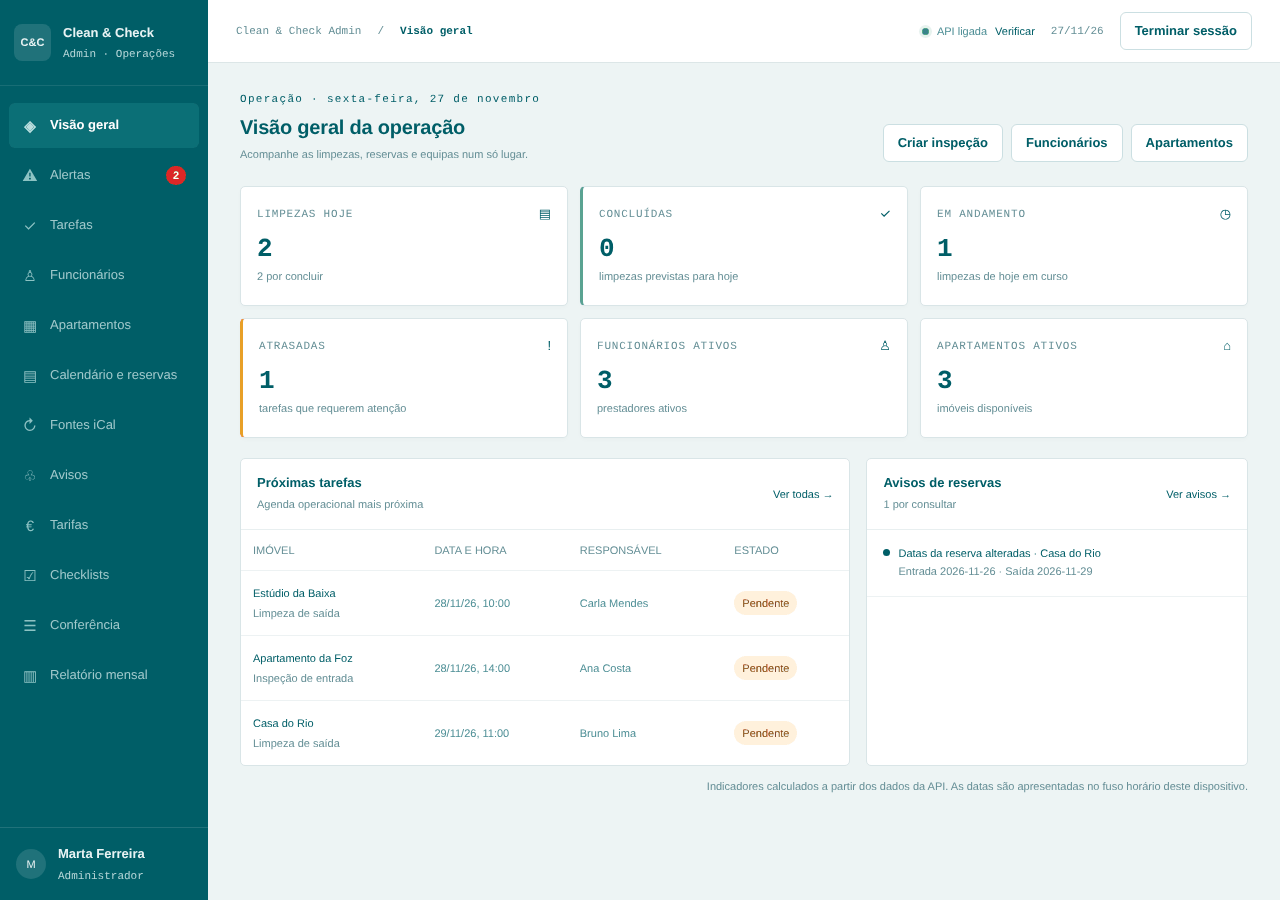 C&C
Clean & Check
Admin · Operações
Visão geral
Alertas
2
Tarefas
Funcionários
Apartamentos
Calendário e reservas
Fontes iCal
Avisos
€ Tarifas
Checklists
Conferência
Relatório mensal
M
Marta Ferreira
Administrador
Clean & Check Admin / Visão geral
API ligada Verificar 27/11/26 Terminar sessão
Operação · sexta-feira, 27 de novembro
Visão geral da operação
Acompanhe as limpezas, reservas e equipas num só lugar.
Criar inspeção Funcionários Apartamentos
LIMPEZAS HOJE
2
2 por concluir
CONCLUÍDAS
0
limpezas previstas para hoje
EM ANDAMENTO
1
limpezas de hoje em curso
ATRASADAS !
1
tarefas que requerem atenção
FUNCIONÁRIOS ATIVOS
3
prestadores ativos
APARTAMENTOS ATIVOS
3
imóveis disponíveis
Próximas tarefas
Agenda operacional mais próxima
Ver todas →
IMÓVEL DATA E HORA RESPONSÁVEL ESTADO
Estúdio da Baixa
Limpeza de saída
28/11/26, 10:00 Carla Mendes Pendente
Apartamento da Foz
Inspeção de entrada
28/11/26, 14:00 Ana Costa Pendente
Casa do Rio
Limpeza de saída
29/11/26, 11:00 Bruno Lima Pendente
Avisos de reservas
1 por consultar
Ver avisos →
Datas da reserva alteradas · Casa do Rio
Entrada 2026-11-26 · Saída 2026-11-29
Indicadores calculados a partir dos dados da API. As datas são apresentadas no fuso horário deste dispositivo.